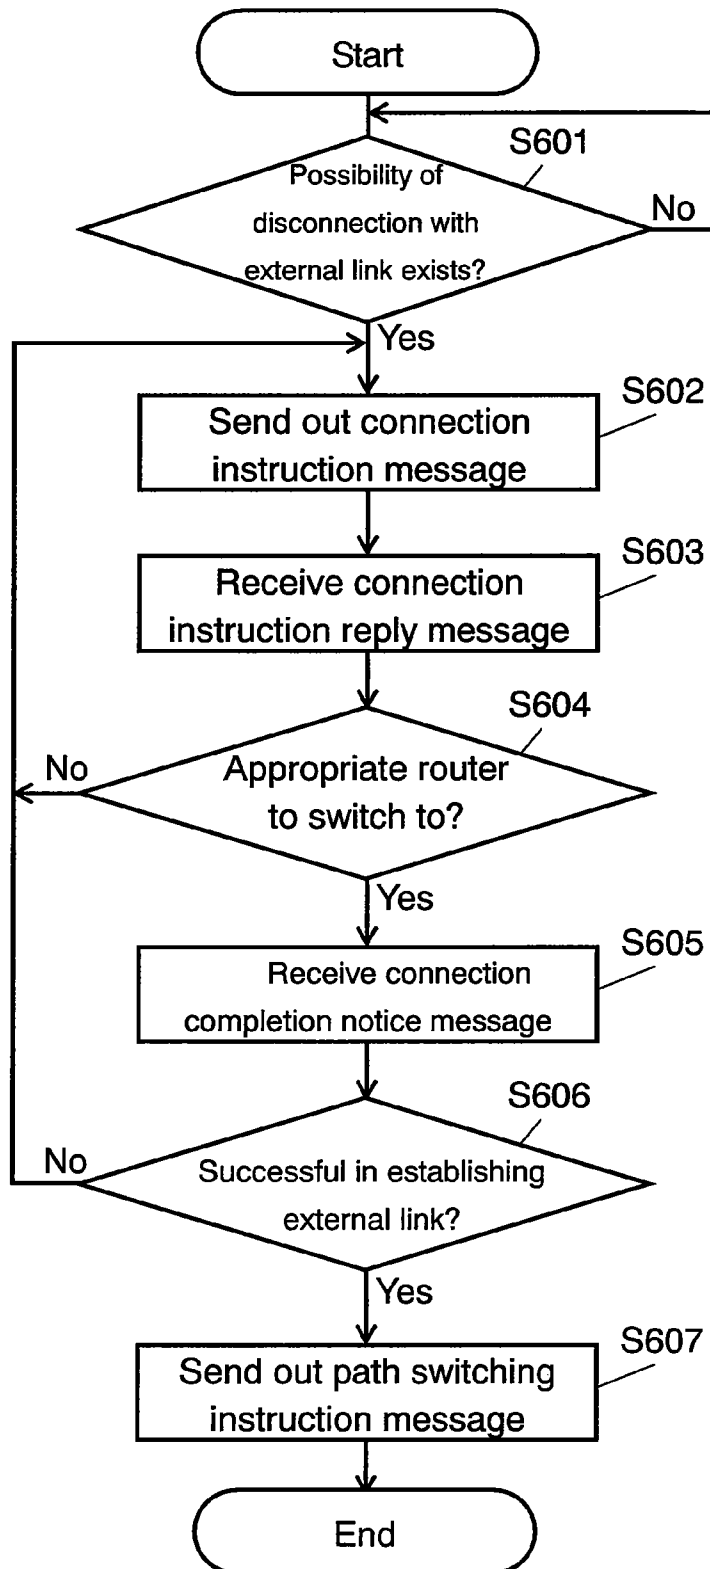 Start
S601
Possibility of
disconnection with
external link exists?
No
Yes
S602
Send out connection
instruction message
S603
Receive connection
instruction reply message
S604
No
Appropriate router
to switch to?
Yes
S605
Receive connection
completion notice message
S606
No
Successful in establishing
external link?
Yes
S607
Send out path switching
instruction message
End